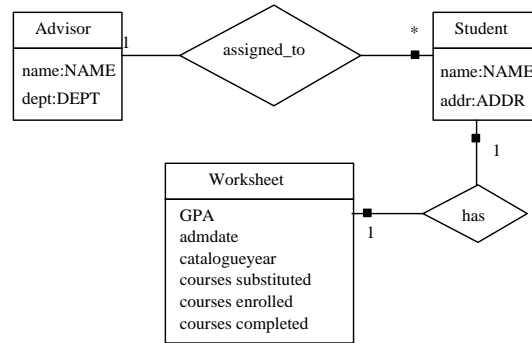 Advisor
name:NAME
dept:DEPT
1
assigned_to
*
Student
name:NAME
addr:ADDR
1
has
1
Worksheet
GPA
admdate
catalogueyear
courses substituted
courses enrolled
courses completed